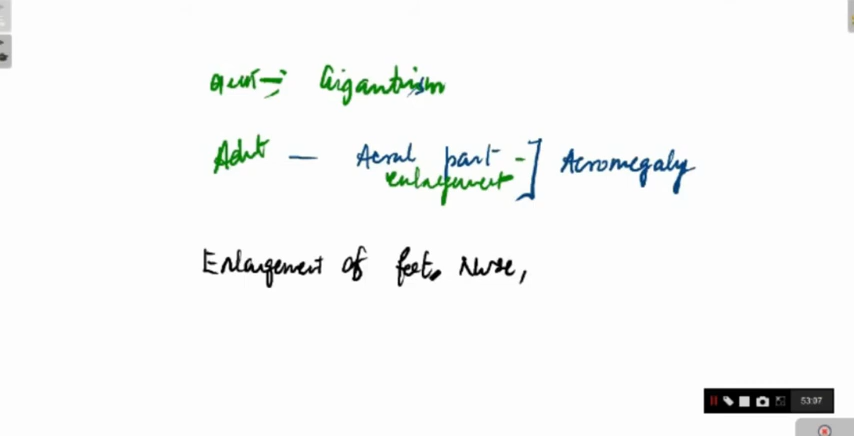 Gigantism
Adult — Acral part enlargement -] Acromegaly
Enlargement of feet, Nose,
53:07